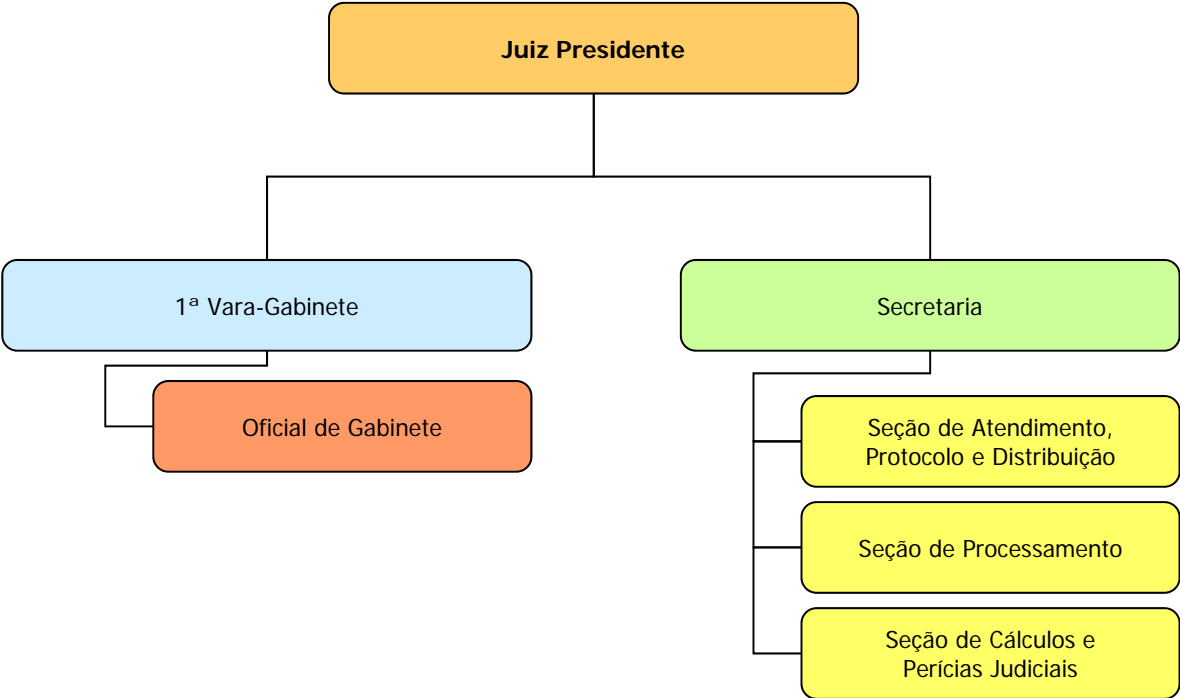 Juiz Presidente
1ª Vara-Gabinete
Secretaria
Oficial de Gabinete
Seção de Atendimento,
Protocolo e Distribuição
Seção de Processamento
Seção de Cálculos e
Perícias Judiciais